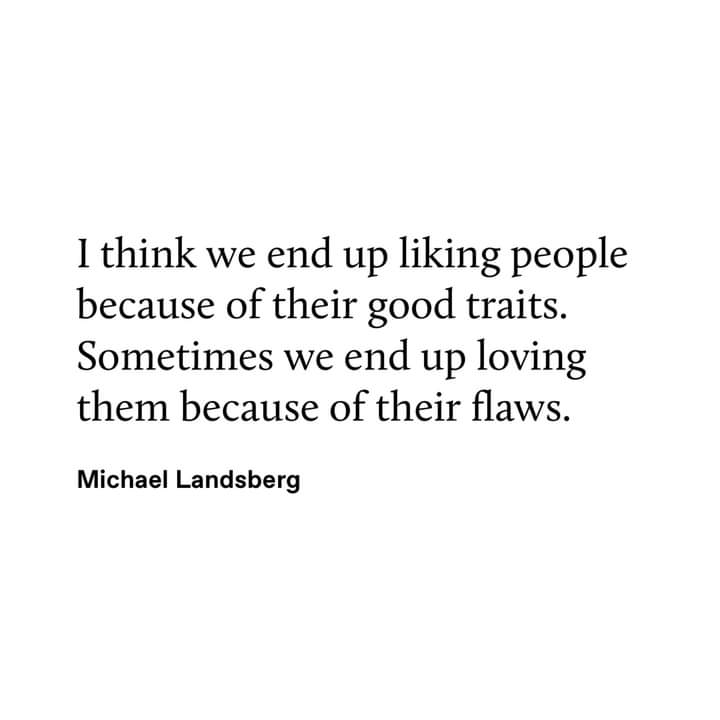 I think we end up liking people
because of their good traits.
Sometimes we end up loving
them because of their flaws.
Michael Landsberg